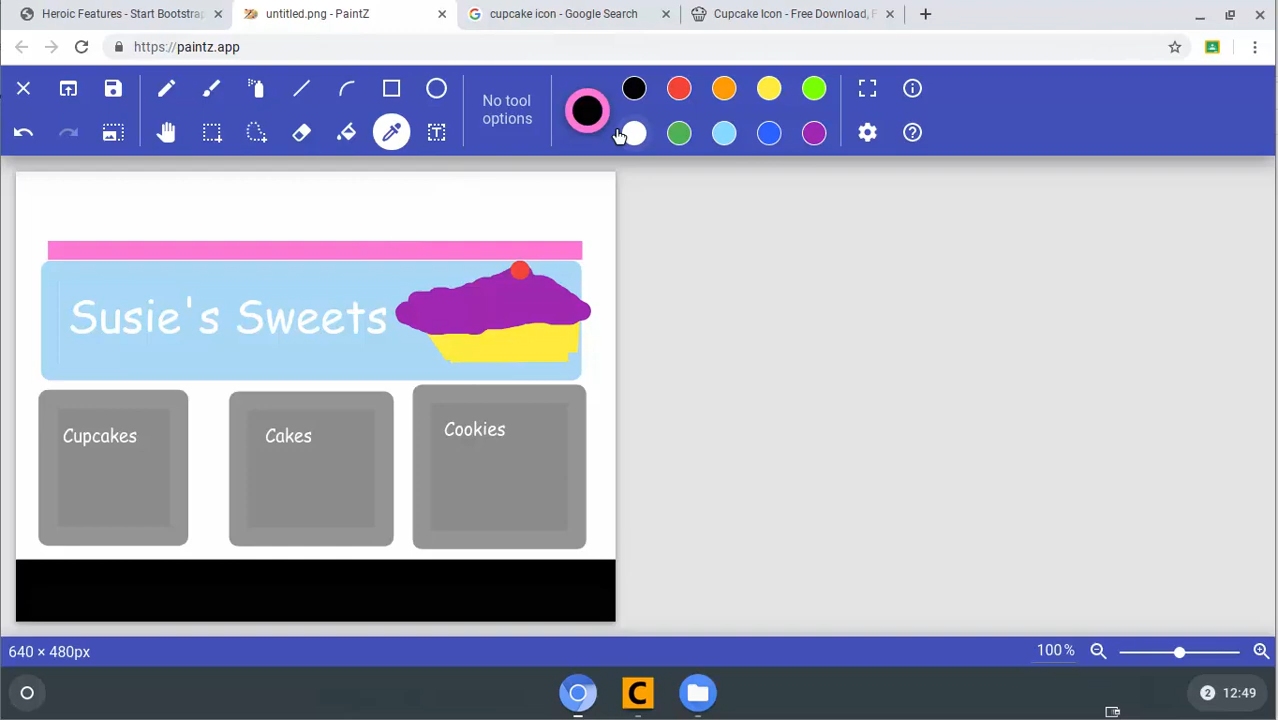 Heroic Features - Start Bootstrap
untitled.png - PaintZ
cupcake icon - Google Search
Cupcake Icon - Free Download, F
https://paintz.app
No tool
options
Susie's Sweets
Cupcakes
Cakes
Cookies
640 × 480px
100%
C
2
12:49